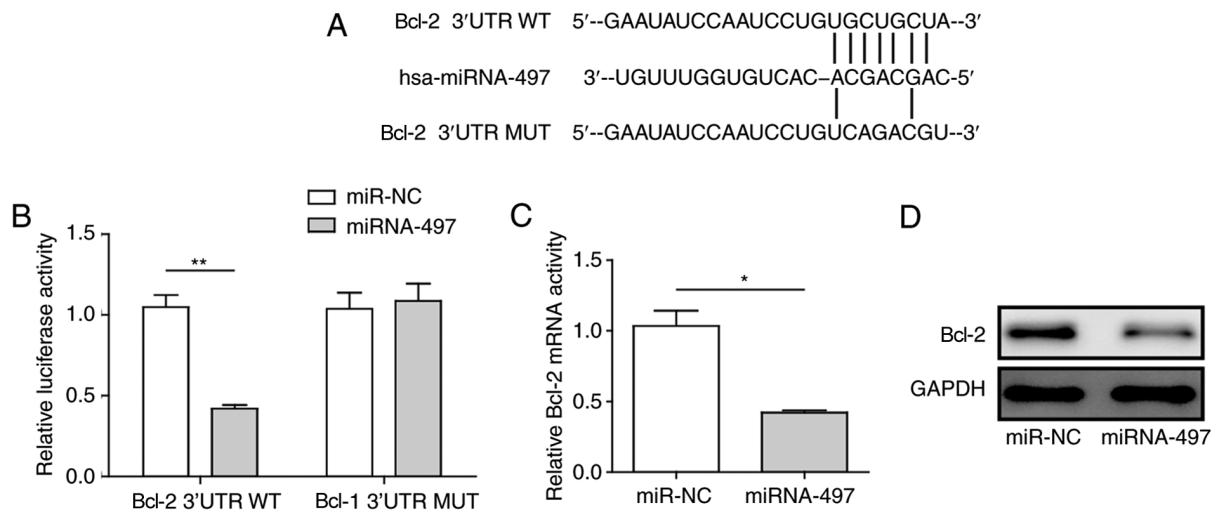 A
Bcl-2 3′UTR WT 5′--GAAUAUCCAAUCCUGUGCUGCUA--3′
hsa-miRNA-497 3′--UGUUUGGUGUCAC–ACGACGAC-5′
Bcl-2 3′UTR MUT 5′--GAAUAUCCAAUCCUGUCAGACGU--3′
B
miR-NC
miRNA-497
Relative luciferase activity
1.5
1.0
0.5
0.0
**
Bcl-2 3′UTR WT
Bcl-1 3′UTR MUT
C
Relative Bcl-2 mRNA activity
1.5
1.0
0.5
0.0
*
miR-NC
miRNA-497
D
Bcl-2
GAPDH
miR-NC miRNA-497